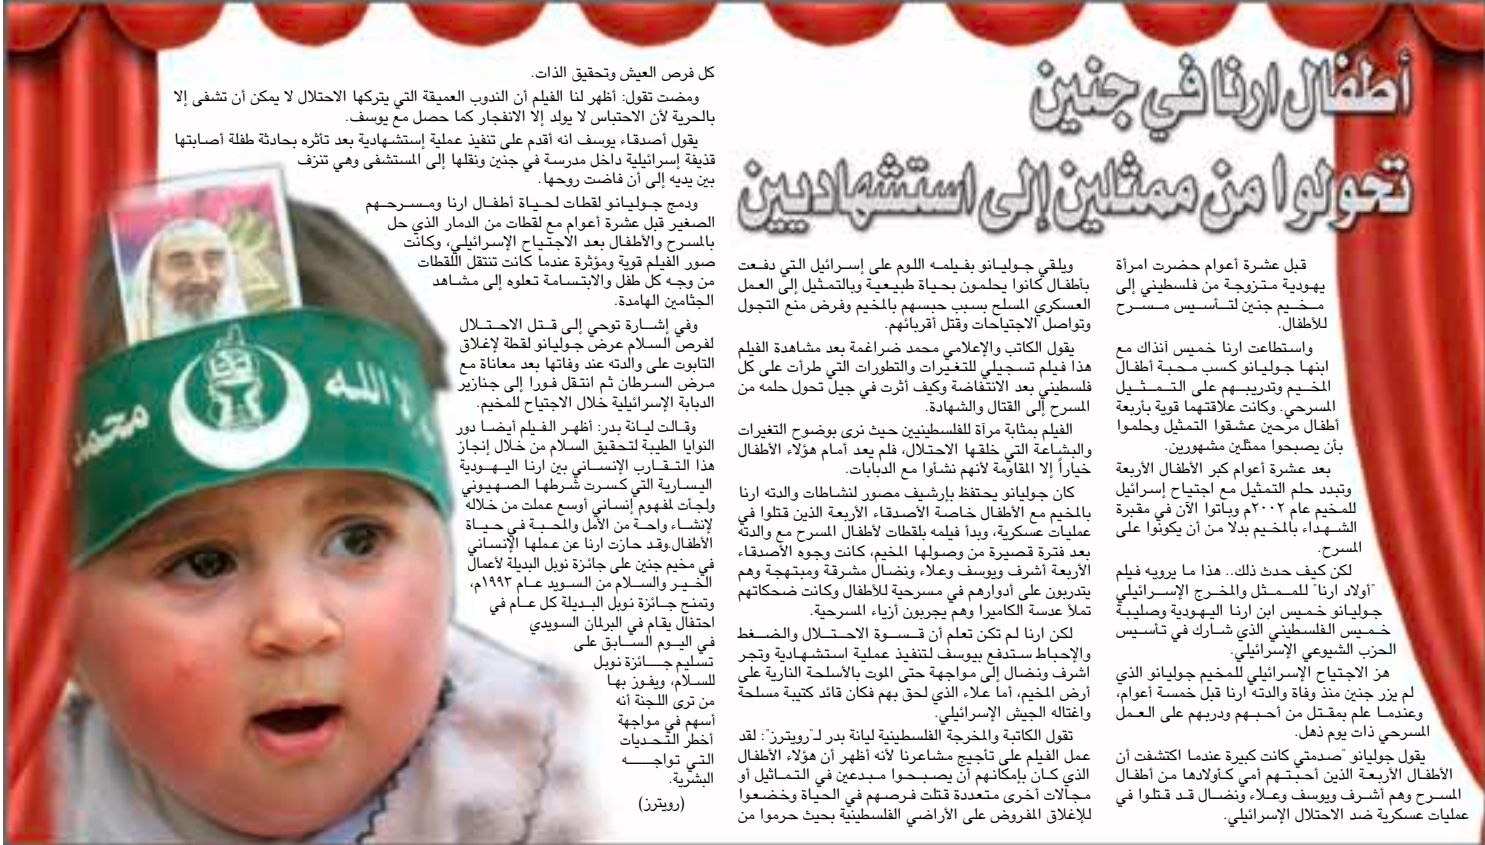 أطفال ارنا في جنين
تحولوا من ممثلين إلى استشهاديين
قبل عشرة أعوام حضرت امرأة
يهودية متزوجة من فلسطيني إلى
مخيم جنين لتأسيس مسرح
للأطفال.
واستطاعت ارنا خميس آنذاك مع
ابنها جوليانو كسب محبة أطفال
المخيم وتدريبهم على التمثيل
المسرحي. وكانت علاقتهما قوية بأربعة
أطفال مرحين عشقوا التمثيل وحلموا
بأن يصبحوا ممثلين مشهورين.
بعد عشرة أعوام كبر الأطفال الأربعة
وتبدد حلم التمثيل مع اجتياح إسرائيل
للمخيم عام ٢٠٠٢م وباتوا الآن في مقبرة
الشهداء بالمخيم بدلا من أن يكونوا على
المسرح.
لكن كيف حدث ذلك.. هذا ما يرويه فيلم
"أولاد ارنا" للممثل والمخرج الإسرائيلي
جوليانو خميس ابن ارنا اليهودية وصليبة
خميس الفلسطيني الذي شارك في تأسيس
الحزب الشيوعي الإسرائيلي.
هز الاجتياح الإسرائيلي للمخيم جوليانو الذي
لم يزر جنين منذ وفاة والدته ارنا قبل خمسة أعوام،
وعندما علم بمقتل من أحبهم ودربهم على العمل
المسرحي ذات يوم ذهل.
يقول جوليانو "صدمتي كانت كبيرة عندما اكتشفت أن
الأطفال الأربعة الذين أحبتهم أمي كأولادها من أطفال
المسرح وهم أشرف ويوسف وعلاء ونضال قد قتلوا في
عمليات عسكرية ضد الاحتلال الإسرائيلي.
ويلقي جوليانو بفيلمه اللوم على إسرائيل التي دفعت
بأطفال كانوا يحلمون بحياة طبيعية وبالتمثيل إلى العمل
العسكري المسلح بسبب حبسهم بالمخيم وفرض منع التجول
وتواصل الاجتياحات وقتل أقربائهم.
يقول الكاتب والإعلامي محمد ضراغمة بعد مشاهدة الفيلم
هذا فيلم تسجيلي للتغيرات والتطورات التي طرأت على كل
فلسطيني بعد الانتفاضة وكيف أثرت في جيل تحول حلمه من
المسرح إلى القتال والشهادة.
الفيلم بمثابة مرآة للفلسطينيين حيث نرى بوضوح التغيرات
والبشاعة التي خلقها الاحتلال، فلم يعد أمام هؤلاء الأطفال
خياراً إلا المقاومة لأنهم نشأوا مع الدبابات.
كان جوليانو يحتفظ بإرشيف مصور لنشاطات والدته ارنا
بالمخيم مع الأطفال خاصة الأصدقاء الأربعة الذين قتلوا في
عمليات عسكرية، وبدأ فيلمه بلقطات لأطفال المسرح مع والدته
بعد فترة قصيرة من وصولها المخيم، كانت وجوه الأصدقاء
الأربعة أشرف ويوسف وعلاء ونضال مشرقة ومبتهجة وهم
يتدربون على أدوارهم في مسرحية للأطفال وكانت ضحكاتهم
تملأ عدسة الكاميرا وهم يجربون أزياء المسرحية.
لكن ارنا لم تكن تعلم أن قسوة الاحتلال والضغط
والإحباط ستدفع بيوسف لتنفيذ عملية استشهادية وتجر
اشرف ونضال إلى مواجهة حتى الموت بالأسلحة النارية على
أرض المخيم، أما علاء الذي لحق بهم فكان قائد كتيبة مسلحة
واغتاله الجيش الإسرائيلي.
تقول الكاتبة والمخرجة الفلسطينية ليانة بدر لـ"رويترز": لقد
عمل الفيلم على تأجيج مشاعرنا لأنه أظهر أن هؤلاء الأطفال
الذي كان بإمكانهم أن يصبحوا مبدعين في التماثيل أو
مجالات أخرى متعددة قتلت فرصهم في الحياة وخضعوا
للإغلاق المفروض على الأراضي الفلسطينية بحيث حرموا من
كل فرص العيش وتحقيق الذات.
ومضت تقول: أظهر لنا الفيلم أن الندوب العميقة التي يتركها الاحتلال لا يمكن أن تشفى إلا
بالحرية لأن الاحتباس لا يولد إلا الانفجار كما حصل مع يوسف.
يقول أصدقاء يوسف انه أقدم على تنفيذ عملية إستشهادية بعد تأثره بحادثة طفلة أصابتها
قذيفة إسرائيلية داخل مدرسة في جنين ونقلها إلى المستشفى وهي تنزف
بين يديه إلى أن فاضت روحها.
ودمج جوليانو لقطات لحياة أطفال ارنا ومسرحهم
الصغير قبل عشرة أعوام مع لقطات من الدمار الذي حل
بالمسرح والأطفال بعد الاجتياح الإسرائيلي، وكانت
صور الفيلم قوية ومؤثرة عندما كانت تنتقل اللقطات
من وجه كل طفل والابتسامة تعلوه إلى مشاهد
الجثامين الهامدة.
وفي إشارة توحي إلى قتل الاحتلال
لفرص السلام عرض جوليانو لقطة لإغلاق
التابوت على والدته عند وفاتها بعد معاناة مع
مرض السرطان ثم انتقل فورا إلى جنازير
الدبابة الإسرائيلية خلال الاجتياح للمخيم.
وقالت ليانة بدر: أظهر الفيلم أيضا دور
النوايا الطيبة لتحقيق السلام من خلال إنجاز
هذا التقارب الإنساني بين ارنا اليهودية
اليسارية التي كسرت شرطها الصهيوني
ولجأت لمفهوم إنساني أوسع عملت من خلاله
لإنشاء واحة من الأمل والمحبة في حياة
الأطفال.وقد حازت ارنا عن عملها الإنساني
في مخيم جنين على جائزة نوبل البديلة لأعمال
الخير والسلام من السويد عام ١٩٩٣م،
وتمنح جائزة نوبل البديلة كل عام في
احتفال يقام في البرلمان السويدي
في اليوم السابق على
تسليم جائزة نوبل
للسلام، ويفوز بها
من ترى اللجنة أنه
أسهم في مواجهة
أخطر التحديات
التي تواجه
البشرية.
(رويترز)
إلا الله
محمد